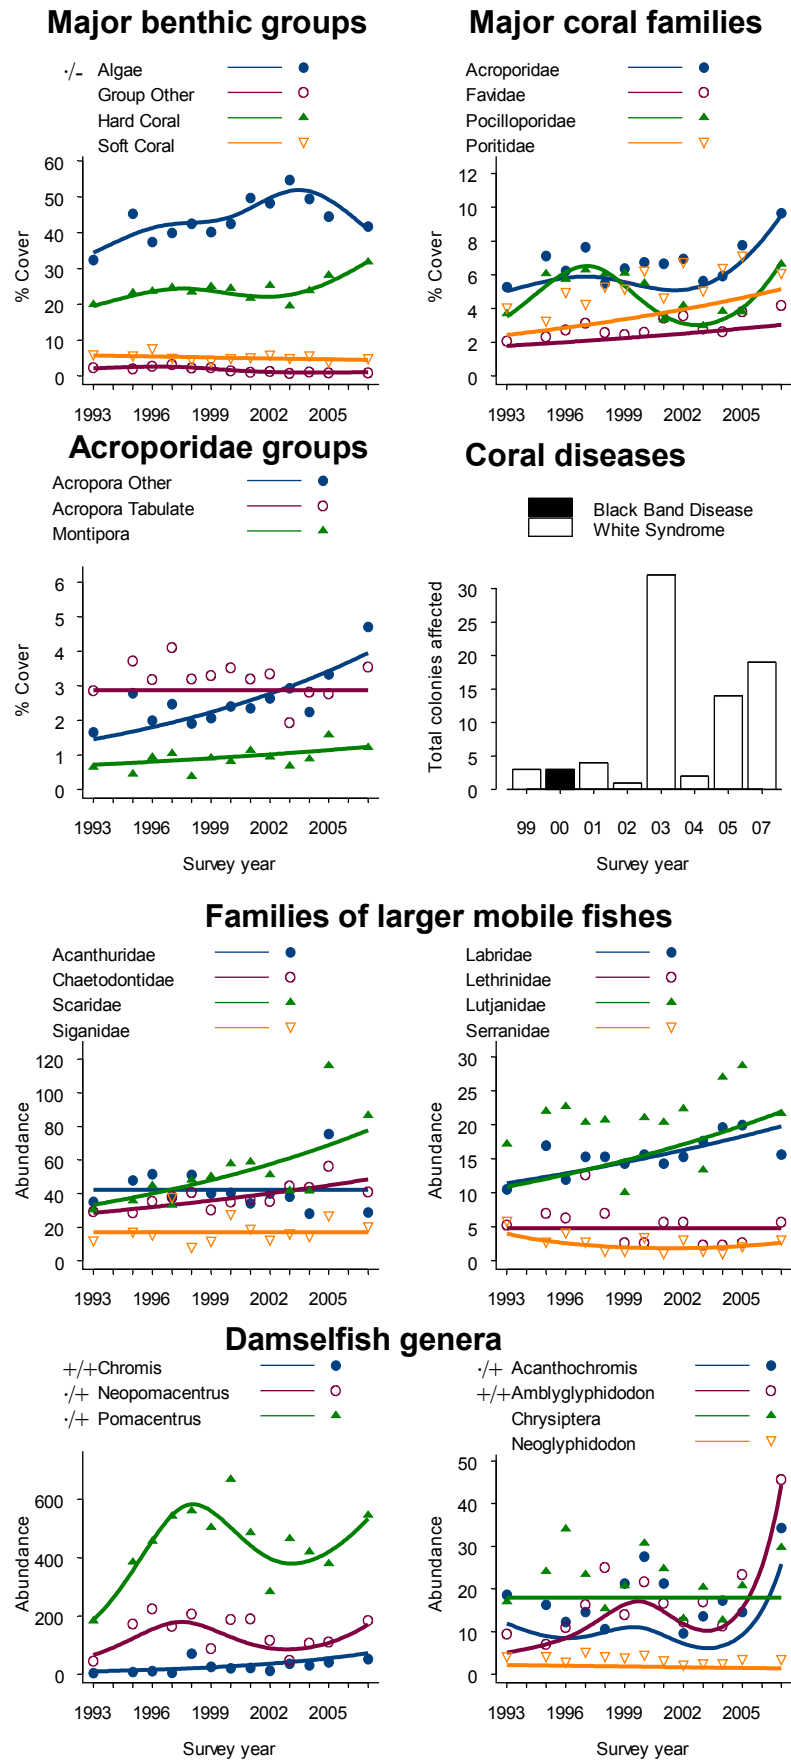 Major benthic groups
·/- Algae
Group Other
Hard Coral
Soft Coral
% Cover
60
50
40
30
20
10
0
1993 1996 1999 2002 2005
Major coral families
Acroporidae
Favidae
Pocilloporidae
Poritidae
% Cover
12
10
8
6
4
2
0
1993 1996 1999 2002 2005
Acroporidae groups
Acropora Other
Acropora Tabulate
Montipora
% Cover
6
5
4
3
2
1
0
1993 1996 1999 2002 2005
Survey year
Coral diseases
Black Band Disease
White Syndrome
Total colonies affected
30
20
10
0
99 00 01 02 03 04 05 07
Survey year
Families of larger mobile fishes
Acanthuridae
Chaetodontidae
Scaridae
Siganidae
Abundance
120
100
80
60
40
20
0
1993 1996 1999 2002 2005
Labridae
Lethrinidae
Lutjanidae
Serranidae
Abundance
30
25
20
15
10
5
0
1993 1996 1999 2002 2005
Damselfish genera
+/+ Chromis
·/+ Neopomacentrus
·/+ Pomacentrus
Abundance
600
400
200
0
1993 1996 1999 2002 2005
Survey year
·/+ Acanthochromis
+/+ Amblyglyphidodon
Chrysiptera
Neoglyphidodon
Abundance
50
40
30
20
10
0
1993 1996 1999 2002 2005
Survey year